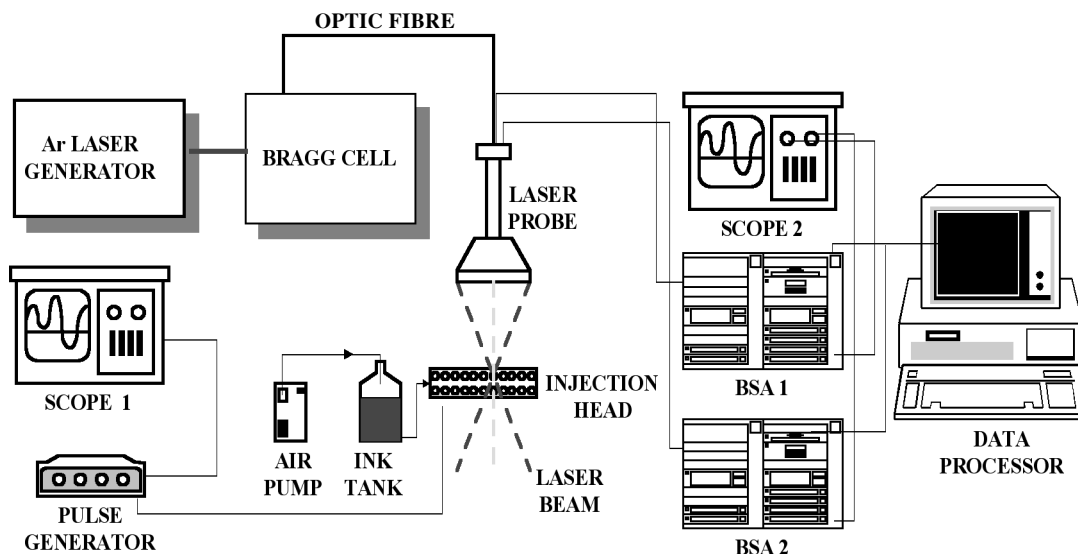 OPTIC FIBRE
Ar LASER
GENERATOR
BRAGG CELL
LASER
PROBE
SCOPE 2
SCOPE 1
BSA 1
INJECTION
HEAD
AIR
PUMP
INK
TANK
LASER
BEAM
DATA
PROCESSOR
PULSE
GENERATOR
BSA 2